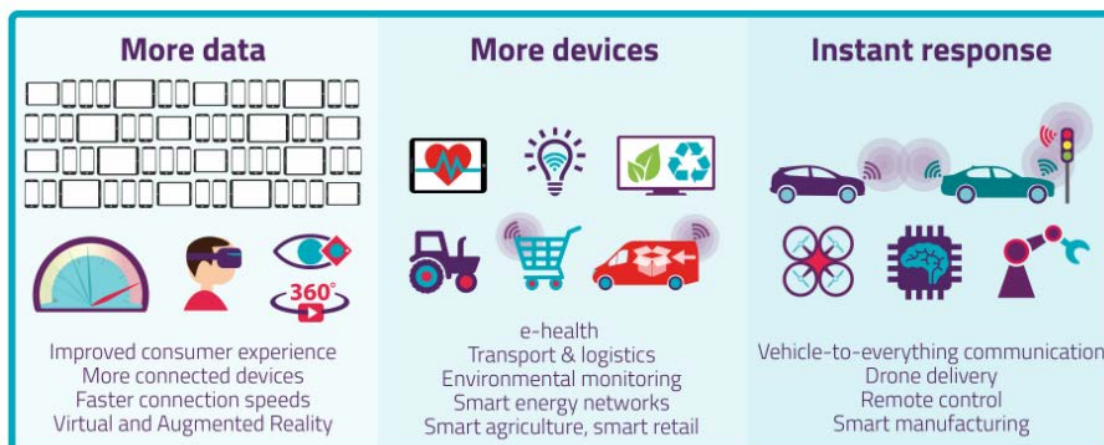 More data
360°
Improved consumer experience
More connected devices
Faster connection speeds
Virtual and Augmented Reality
More devices
e-health
Transport & logistics
Environmental monitoring
Smart energy networks
Smart agriculture, smart retail
Instant response
Vehicle-to-everything communication
Drone delivery
Remote control
Smart manufacturing